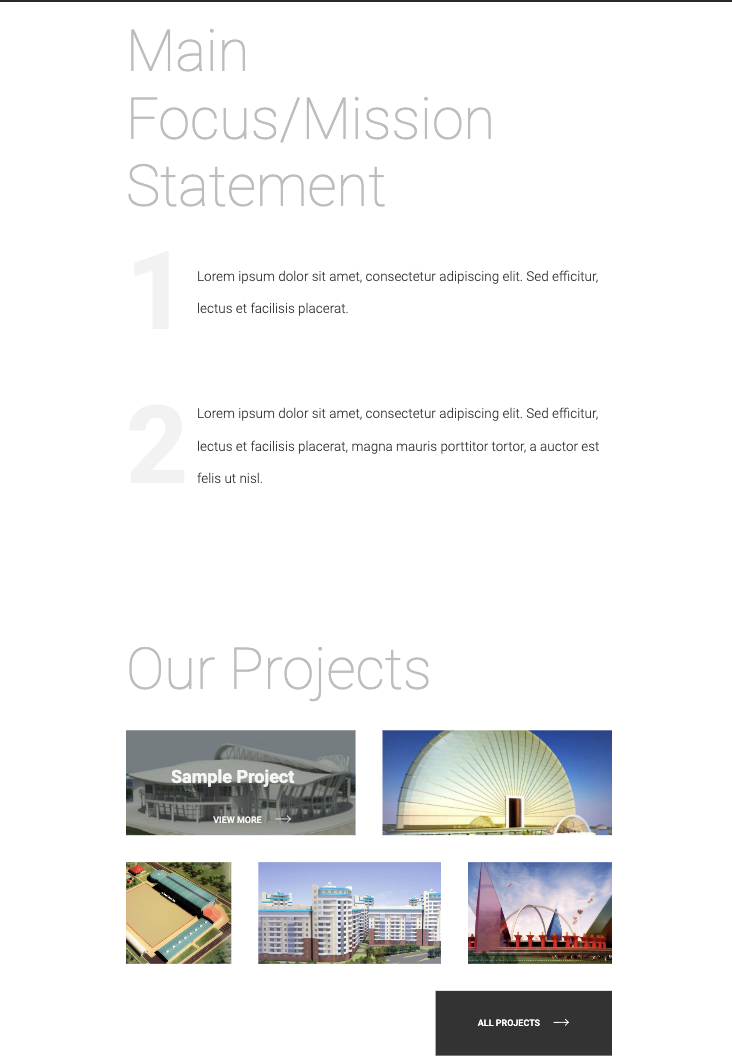 Main
Focus/Mission
Statement
1
Lorem ipsum dolor sit amet, consectetur adipiscing elit. Sed efficitur,
lectus et facilisis placerat.
2
Lorem ipsum dolor sit amet, consectetur adipiscing elit. Sed efficitur,
lectus et facilisis placerat, magna mauris porttitor tortor, a auctor est
felis ut nisl.
Our Projects
Sample Project
VIEW MORE
ALL PROJECTS